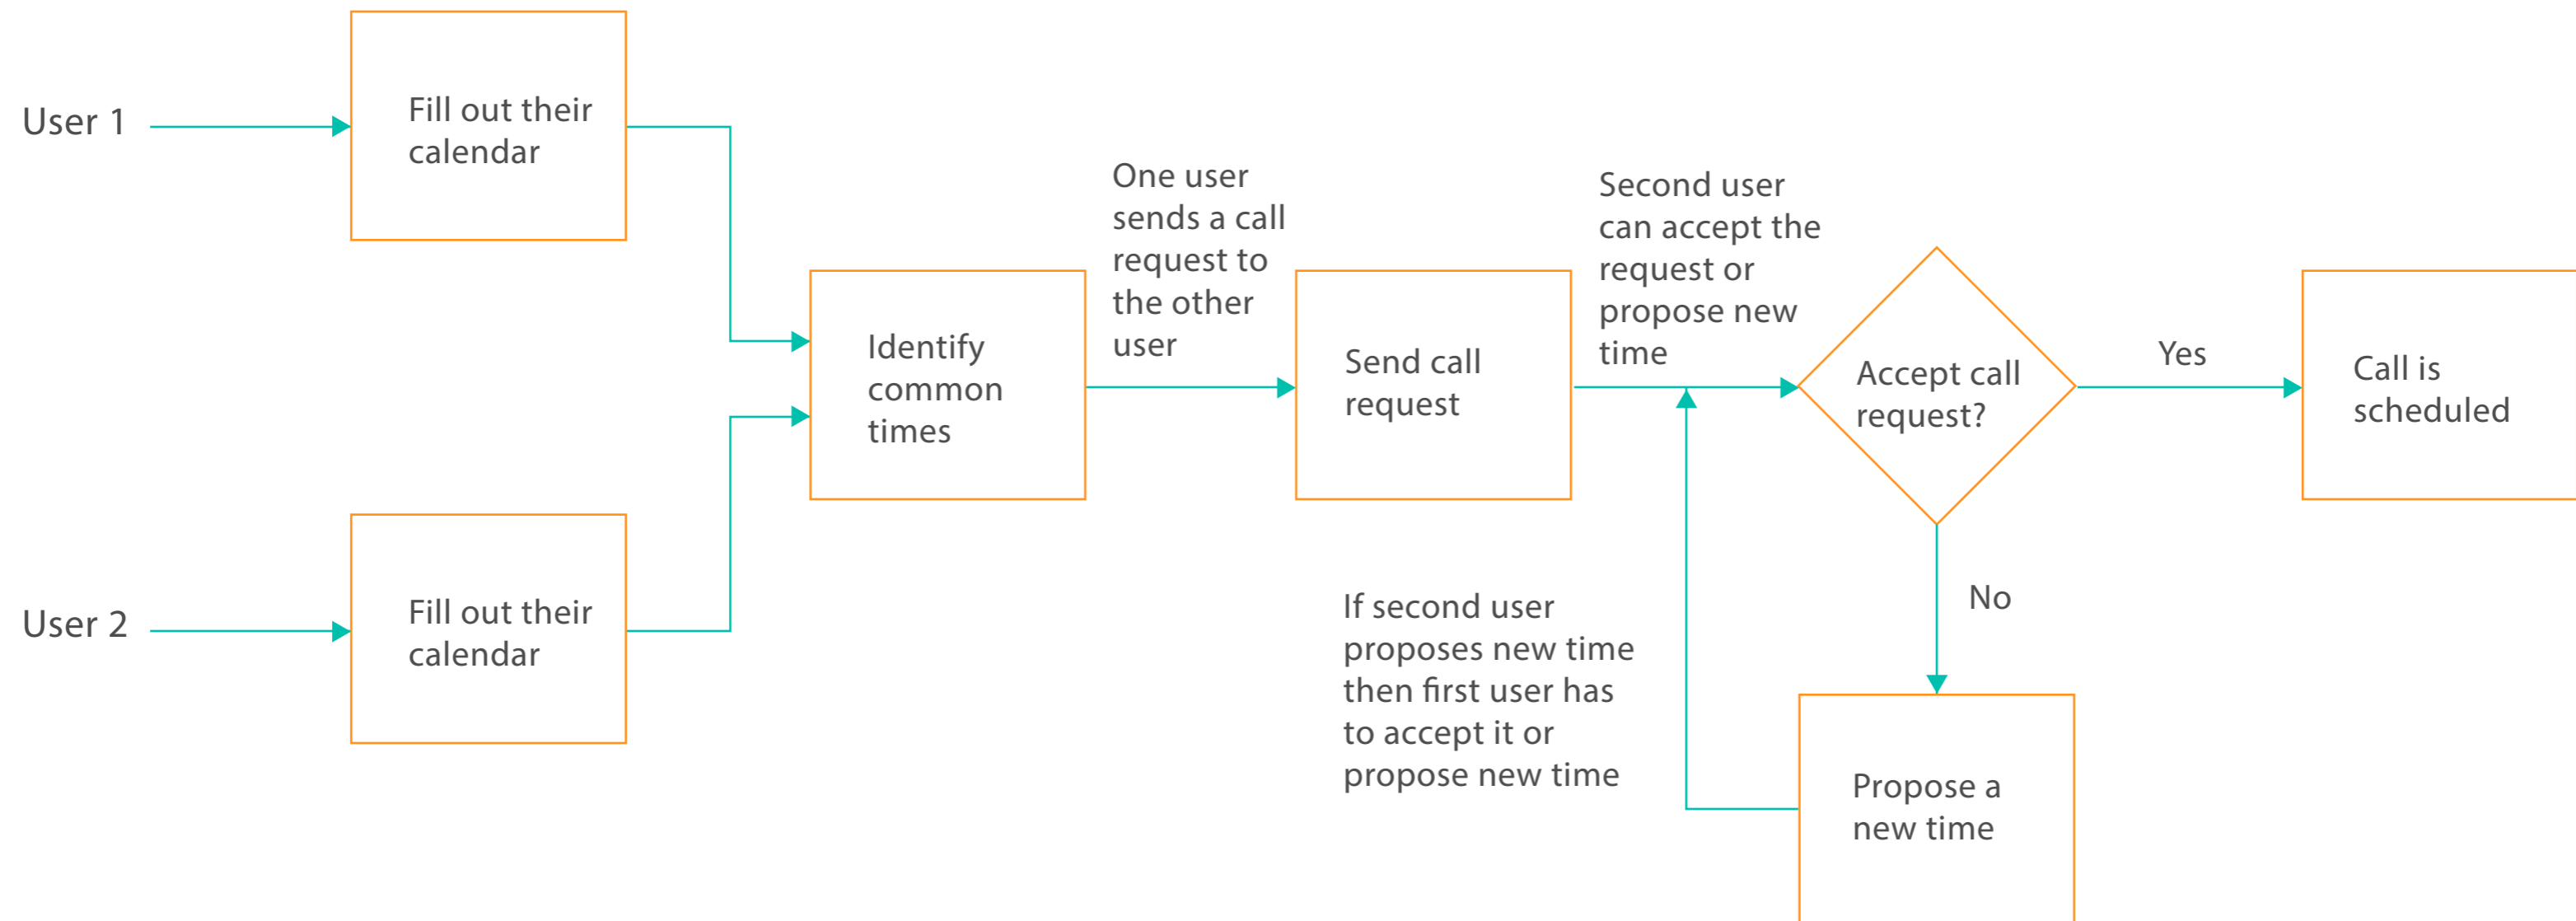 User 1
Fill out their
calendar
User 2
Fill out their
calendar
Identify
common
times
One user
sends a call
request to
the other
user
Send call
request
Second user
can accept the
request or
propose new
time
Accept call
request?
Yes
Call is
scheduled
No
Propose a
new time
If second user
proposes new time
then first user has
to accept it or
propose new time